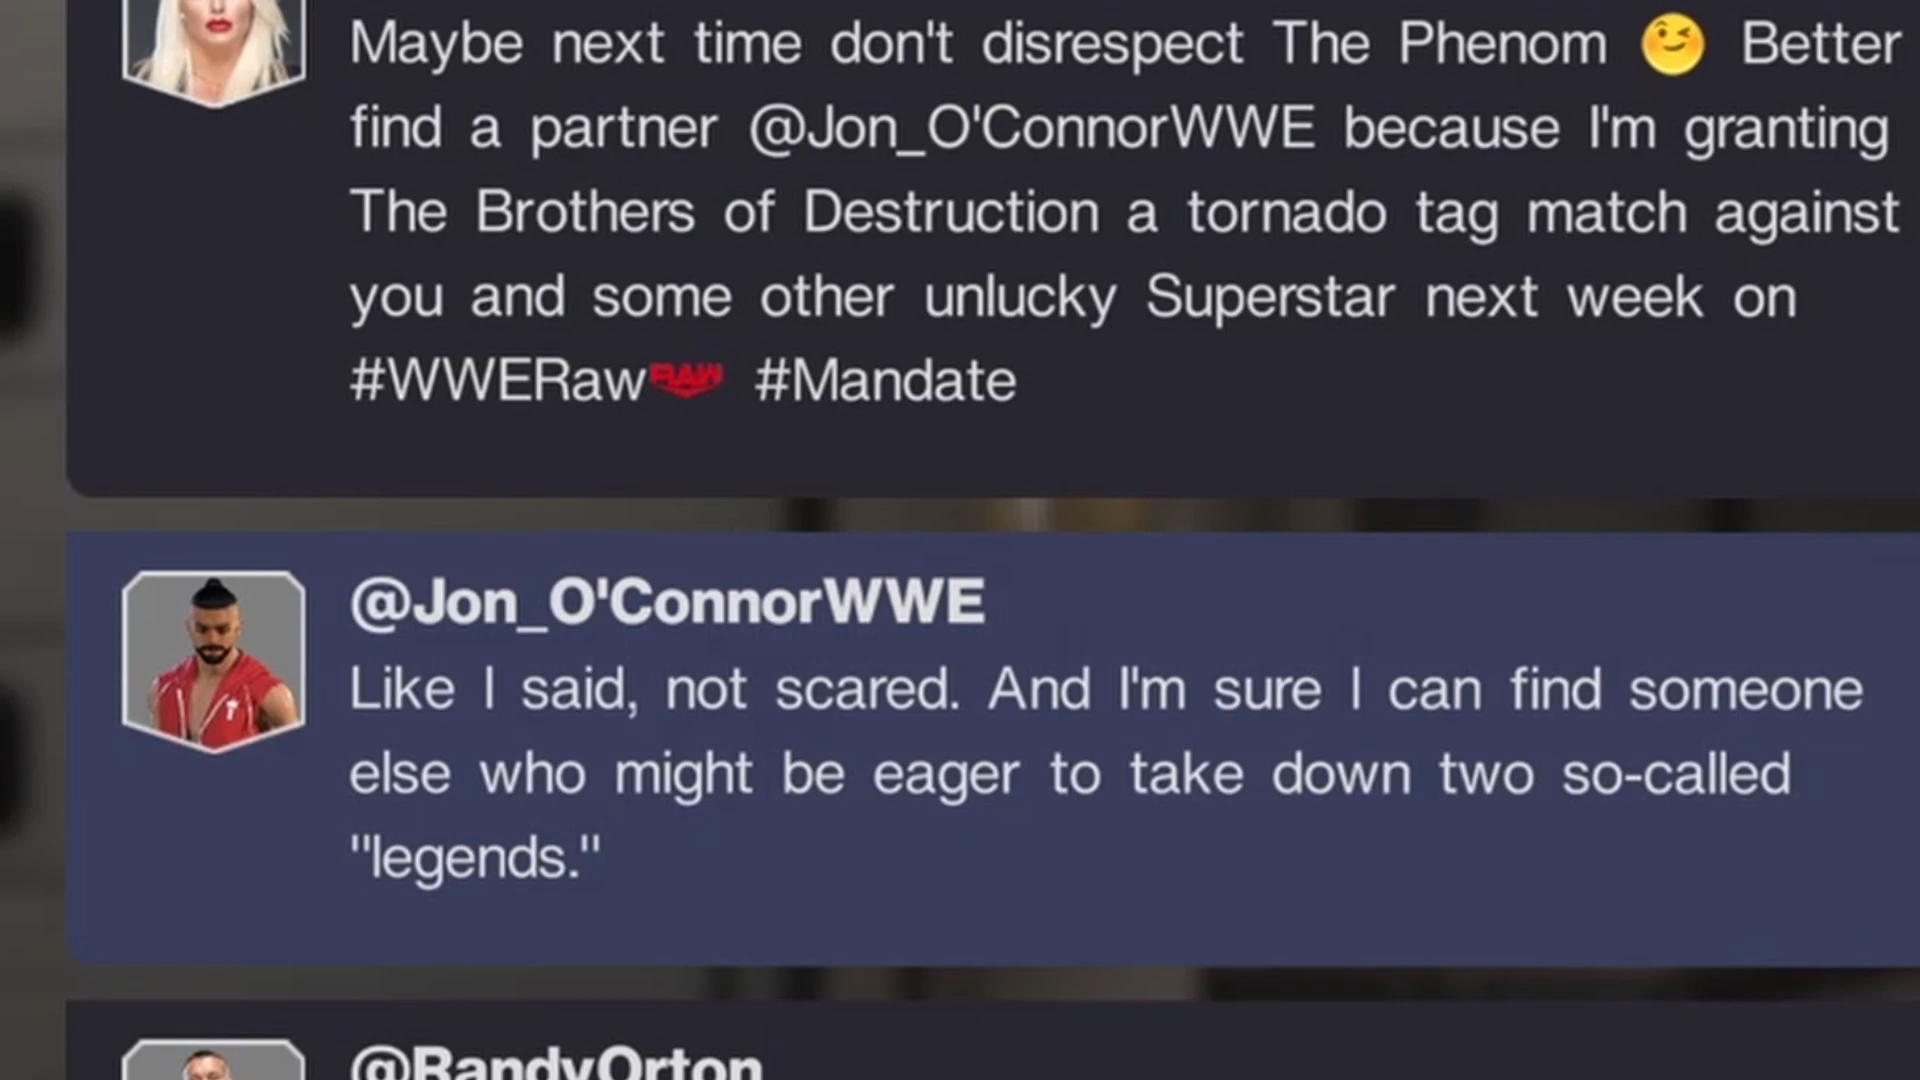 Maybe next time don't disrespect The Phenom 😉 Better
find a partner @Jon_O'ConnorWWE because I'm granting
The Brothers of Destruction a tornado tag match against
you and some other unlucky Superstar next week on
#WWERaw RAW #Mandate
@Jon_O'ConnorWWE
Like I said, not scared. And I'm sure I can find someone
else who might be eager to take down two so-called
"legends."
@RandyOrton